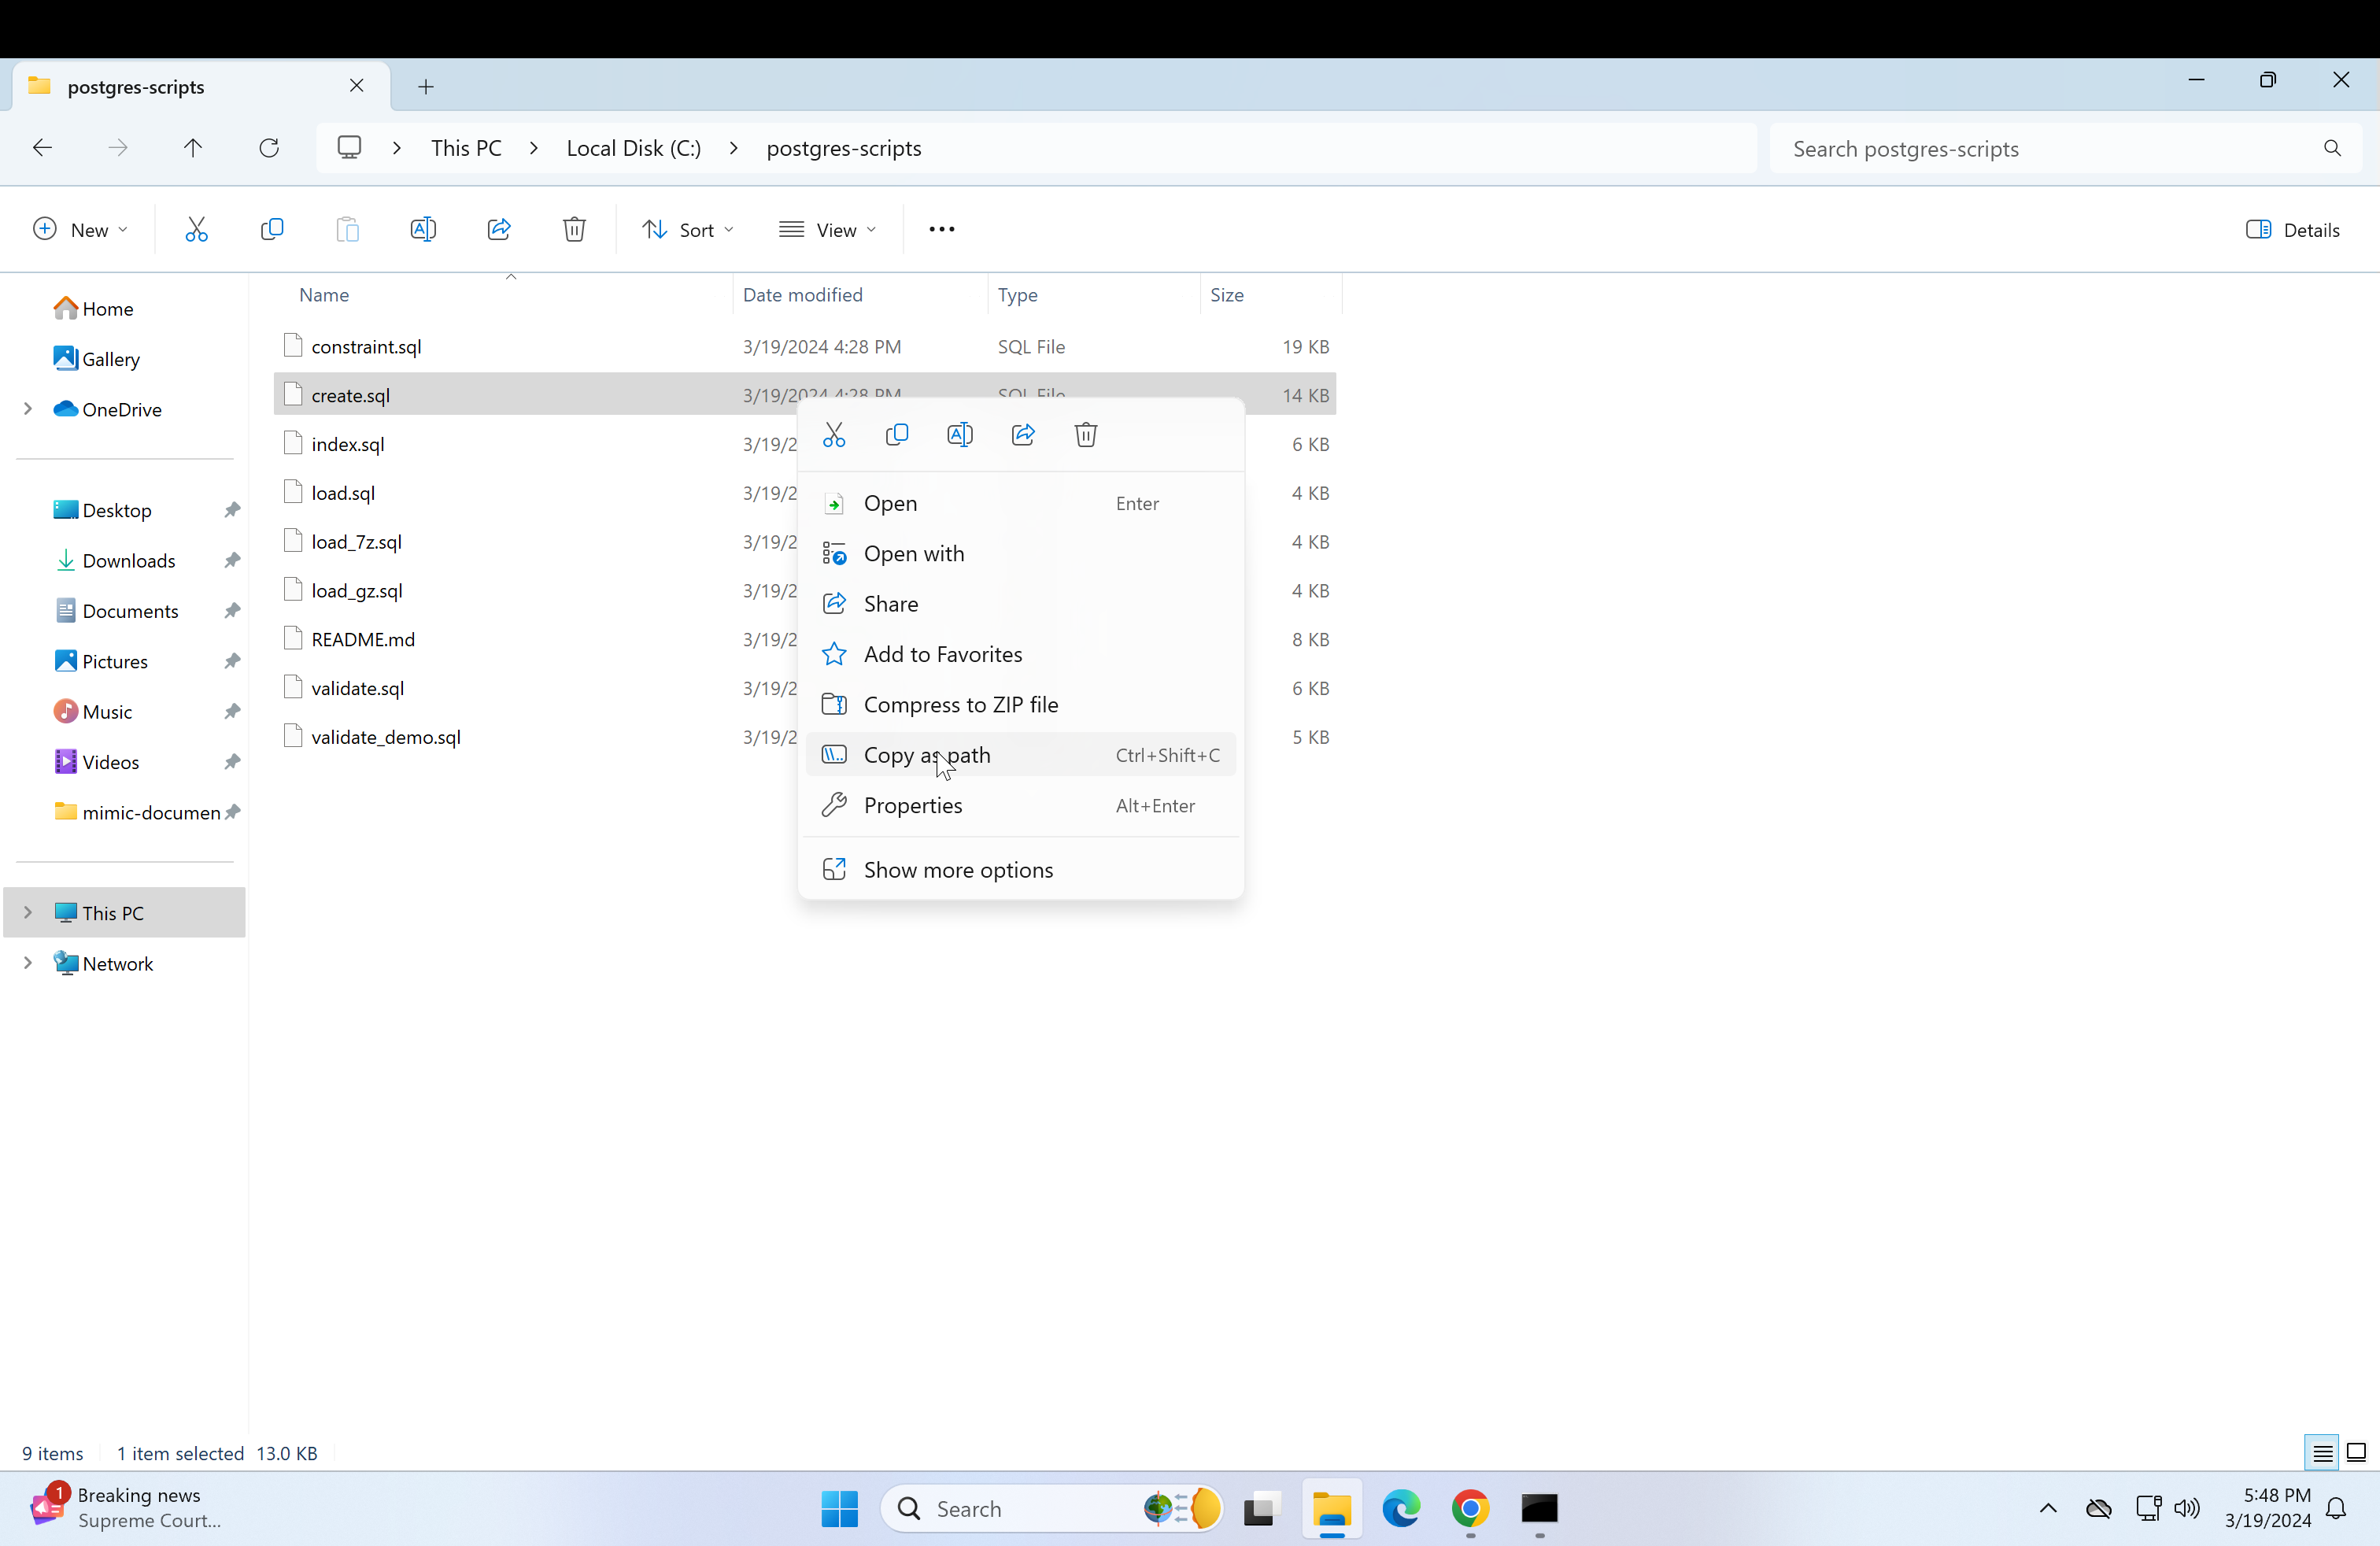 postgres-scripts
This PC > Local Disk (C:) > postgres-scripts
Search postgres-scripts
New
Sort
View
Details
Name Date modified Type Size
Home
Gallery
OneDrive
Desktop
Downloads
Documents
Pictures
Music
Videos
mimic-documen
This PC
Network
constraint.sql 3/19/2024 4:28 PM SQL File 19 KB
create.sql 3/19/2024 4:28 PM SQL File 14 KB
index.sql 3/19/2 6 KB
load.sql 3/19/2 4 KB
load_7z.sql 3/19/2 4 KB
load_gz.sql 3/19/2 4 KB
README.md 3/19/2 8 KB
validate.sql 3/19/2 6 KB
validate_demo.sql 3/19/2 5 KB
Open Enter
Open with
Share
Add to Favorites
Compress to ZIP file
Copy as path Ctrl+Shift+C
Properties Alt+Enter
Show more options
9 items 1 item selected 13.0 KB
1
Breaking news
Supreme Court...
Search
5:48 PM
3/19/2024